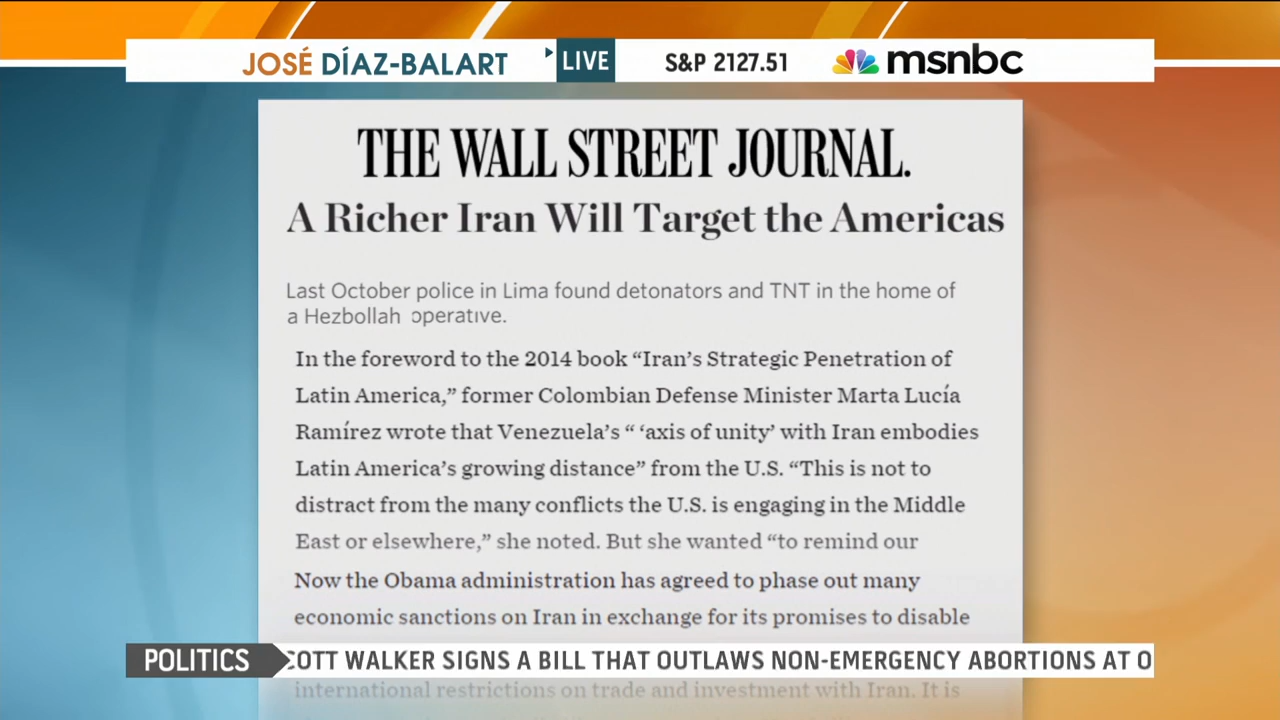 JOSÉ DÍAZ-BALART LIVE S&P 2127.51 msnbc
THE WALL STREET JOURNAL.
A Richer Iran Will Target the Americas
Last October police in Lima found detonators and TNT in the home of
a Hezbollah operative.
In the foreword to the 2014 book “Iran’s Strategic Penetration of
Latin America,” former Colombian Defense Minister Marta Lucía
Ramírez wrote that Venezuela’s “ ‘axis of unity’ with Iran embodies
Latin America’s growing distance” from the U.S. “This is not to
distract from the many conflicts the U.S. is engaging in the Middle
East or elsewhere,” she noted. But she wanted “to remind our
Now the Obama administration has agreed to phase out many
economic sanctions on Iran in exchange for its promises to disable
POLITICS COTT WALKER SIGNS A BILL THAT OUTLAWS NON-EMERGENCY ABORTIONS AT O
international restrictions on trade and investment with Iran. It is